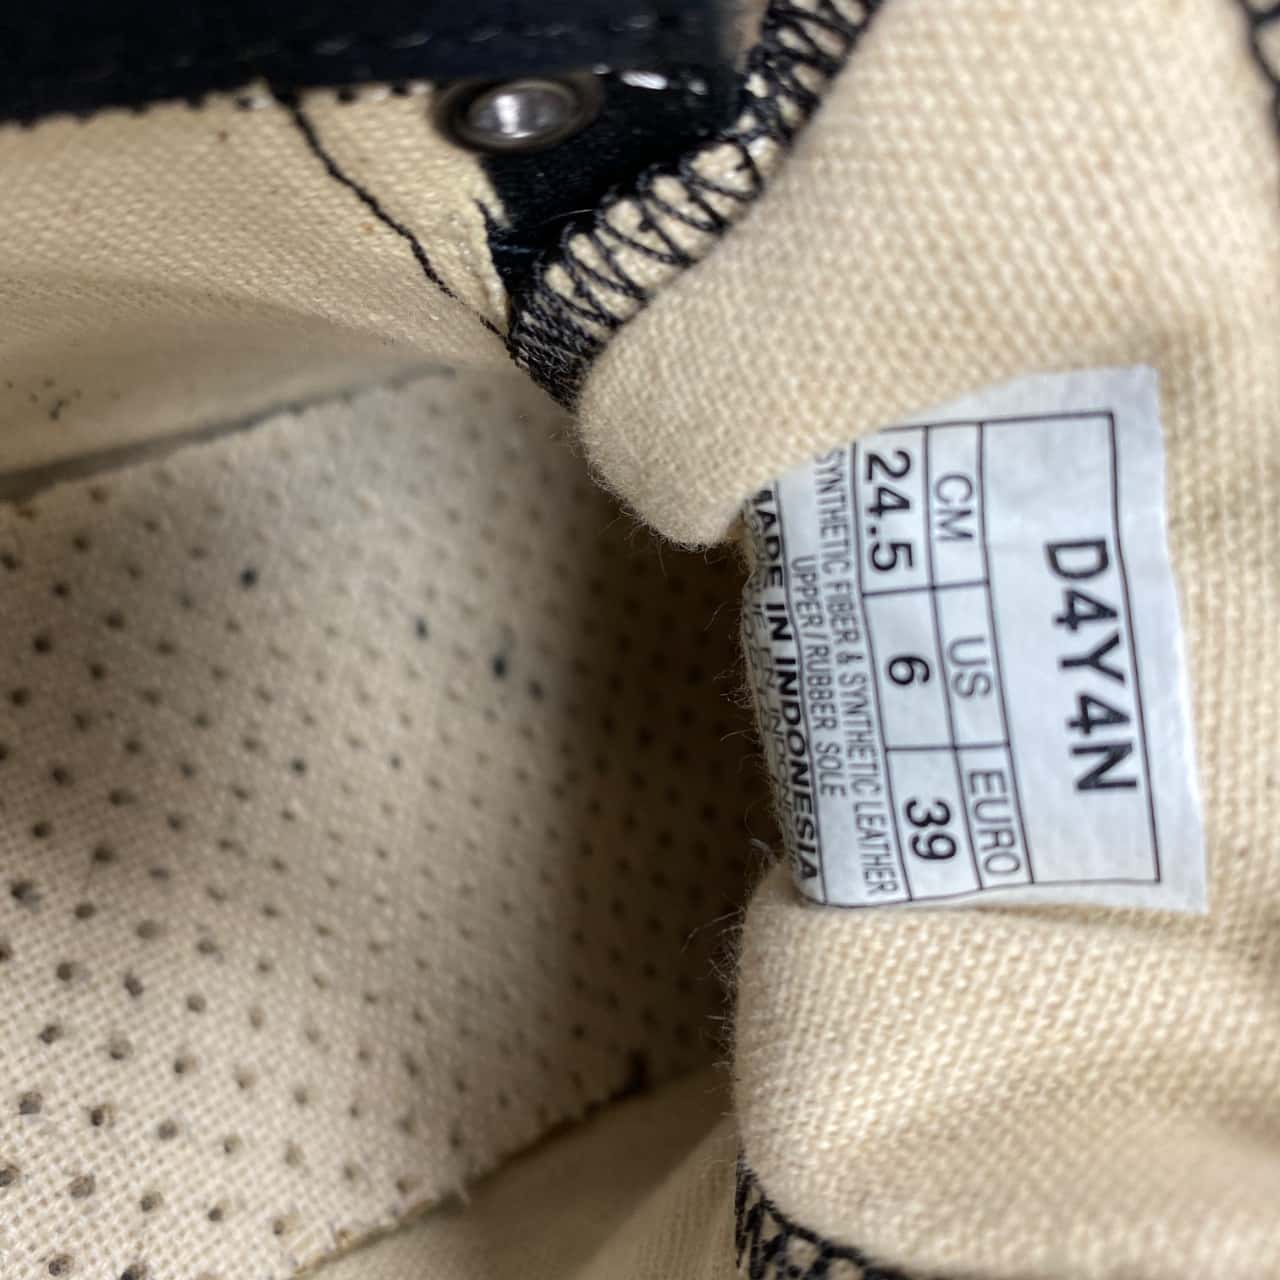 D4Y4N
CM US EURO
24.5 6 39
SYNTHETIC FIBER & SYNTHETIC LEATHER
UPPER / RUBBER SOLE
MADE IN INDONESIA